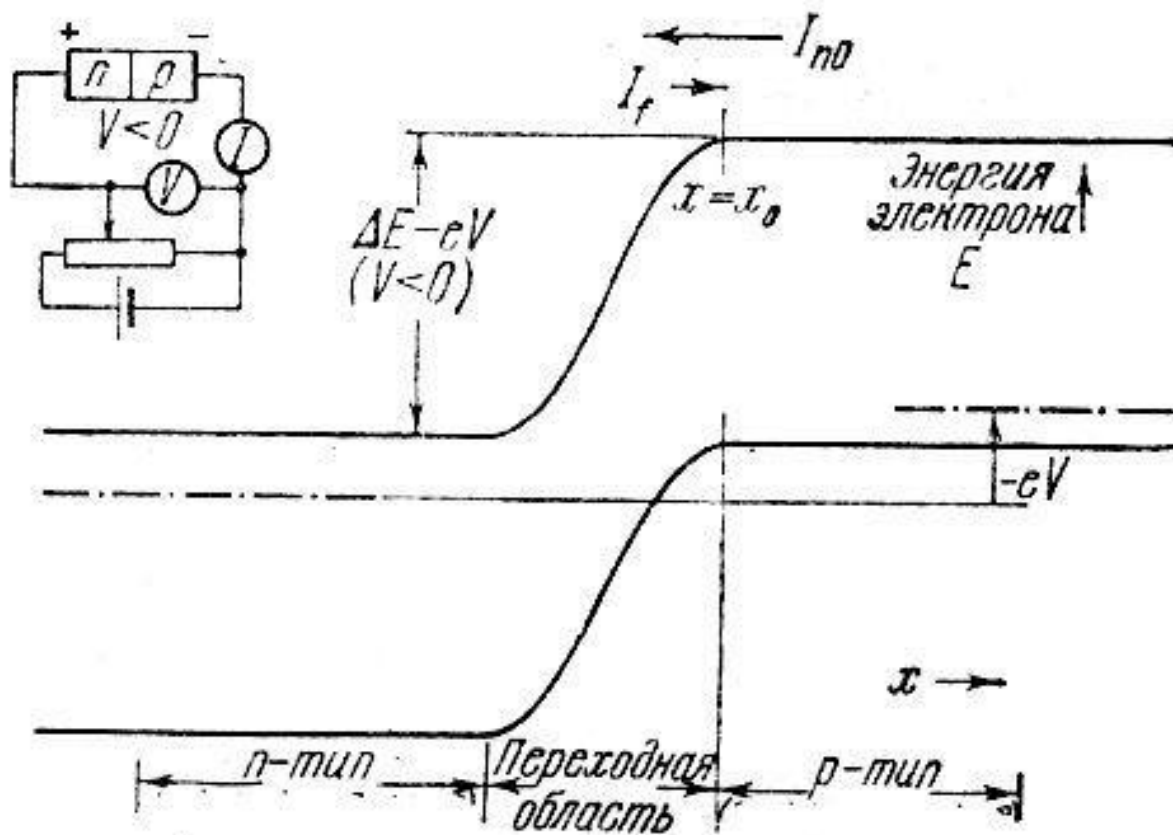 + −
n p
V<0
I
V
I_{n0}
I_f
ΔE−eV
(V<0)
x=x_0
Энергия
электрона
E
−eV
x
n-тип
Переходная
область
p-тип